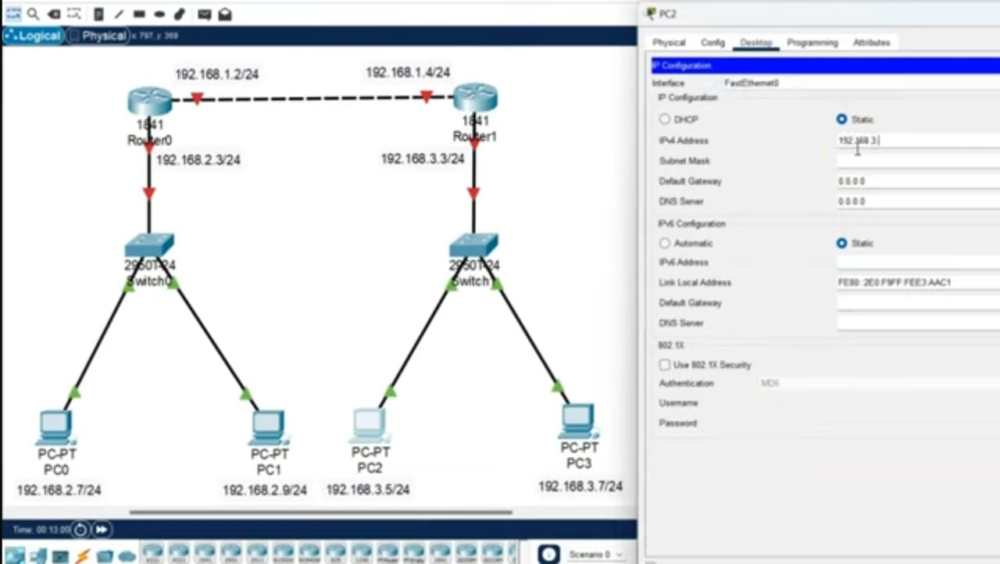 Logical Physical x: 797, y: 369
192.168.1.2/24
192.168.1.4/24
1841
Router0
1841
Router1
192.168.2.3/24
192.168.3.3/24
2950T-24
Switch0
2950T-24
Switch1
PC-PT
PC0
PC-PT
PC1
PC-PT
PC2
PC-PT
PC3
192.168.2.7/24
192.168.2.9/24
192.168.3.5/24
192.168.3.7/24
Time: 00:13:00
Scenario 0
PC2
Physical Config Desktop Programming Attributes
IP Configuration
Interface FastEthernet0
IP Configuration
DHCP Static
IPv4 Address 192.168.3.
Subnet Mask
Default Gateway 0.0.0.0
DNS Server 0.0.0.0
IPv6 Configuration
Automatic Static
IPv6 Address
Link Local Address FE80::2E0:F9FF:FEE3:AAC1
Default Gateway
DNS Server
802.1X
Use 802.1X Security
Authentication MD5
Username
Password